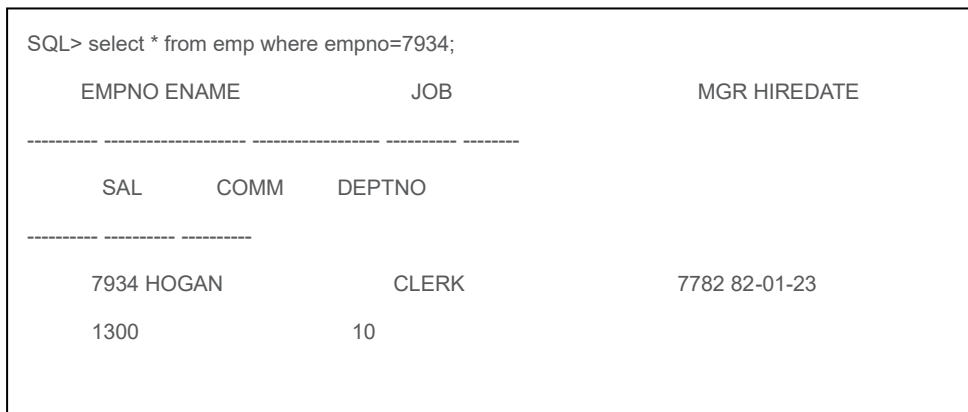 SQL> select * from emp where empno=7934;
EMPNO ENAME JOB MGR HIREDATE
---------- -------------------- ------------------ ---------- --------
SAL COMM DEPTNO
---------- ---------- ----------
7934 HOGAN CLERK 7782 82-01-23
1300 10